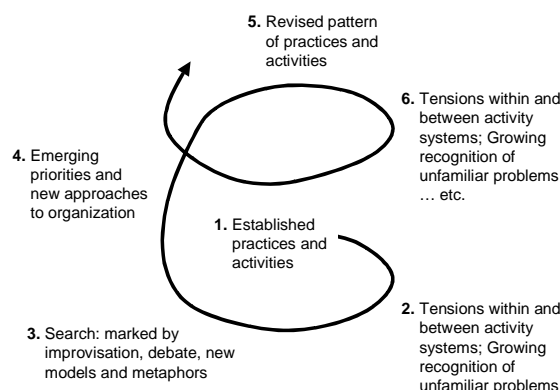 5. Revised pattern
of practices and
activities
6. Tensions within and
between activity
systems; Growing
recognition of
unfamiliar problems
… etc.
4. Emerging
priorities and
new approaches
to organization
1. Established
practices and
activities
2. Tensions within and
between activity
systems; Growing
recognition of
unfamiliar problems
3. Search: marked by
improvisation, debate, new
models and metaphors